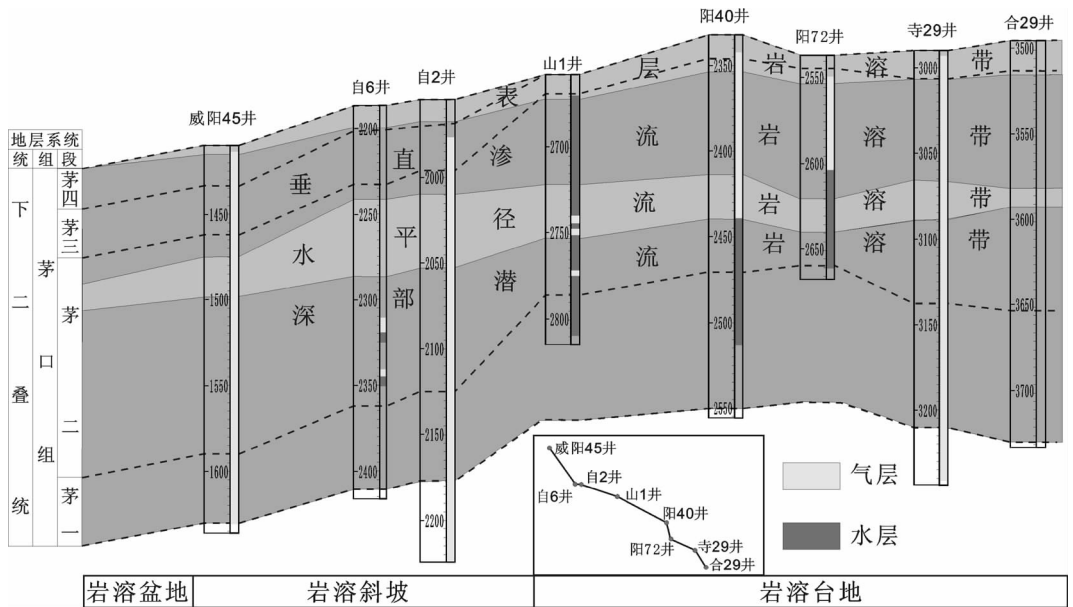 阳40井
合29井
寺29井
阳72井
山1井
自2井
自6井
威阳45井
表 层 岩 溶 带
垂 直 渗 流 岩 溶 带
水 平 径 流 岩 溶 带
深 部 潜 流 岩 溶 带
地层系统
统 组 段
下二叠统
茅口组
茅四
茅三
茅二
茅一
1450
1500
1550
1600
2200
2250
2300
2350
2400
2000
2050
2100
2150
2200
2700
2750
2800
2350
2400
2450
2500
2550
2550
2600
2650
3000
3050
3100
3150
3200
3500
3550
3600
3650
3700
威阳45井
自2井
自6井
山1井
阳40井
阳72井
寺29井
合29井
气层
水层
岩溶盆地
岩溶斜坡
岩溶台地